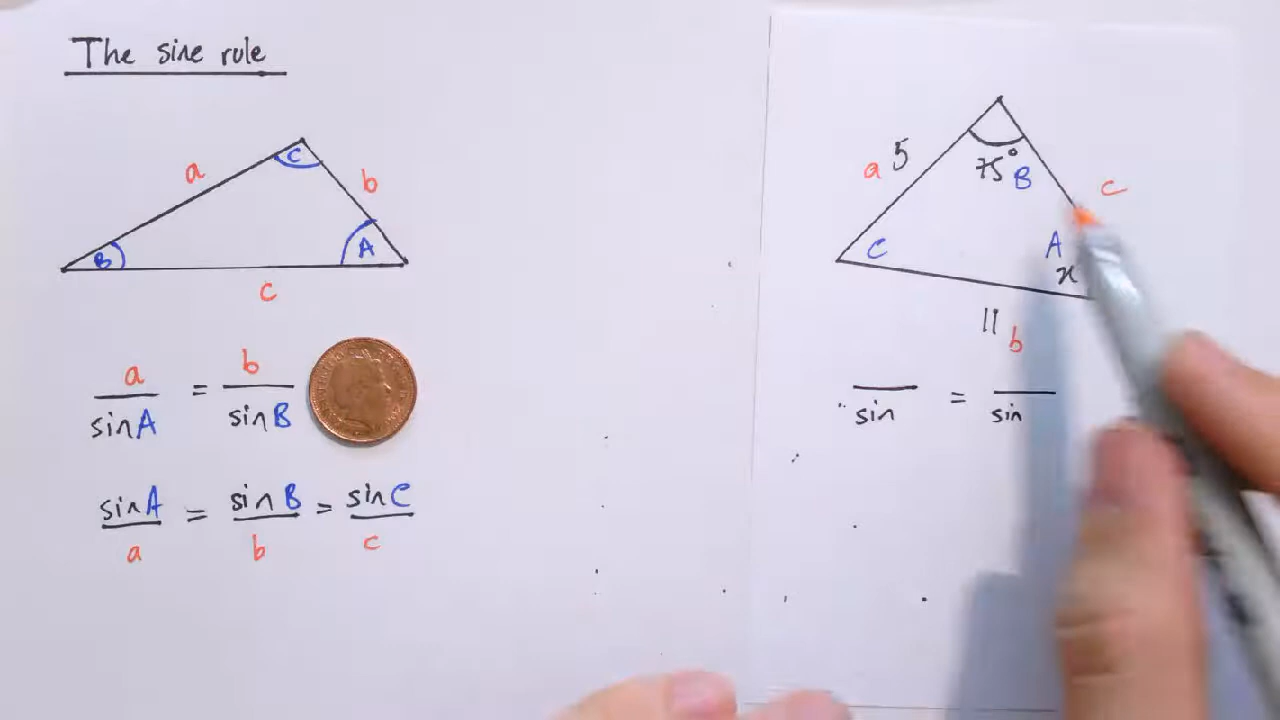 The sine rule
C
a
b
B
A
c
a = b
sinA sinB
sinA = sinB = sinC
a b c
a 5
75°
B
c
C
A
x
11
b
=
sin sin